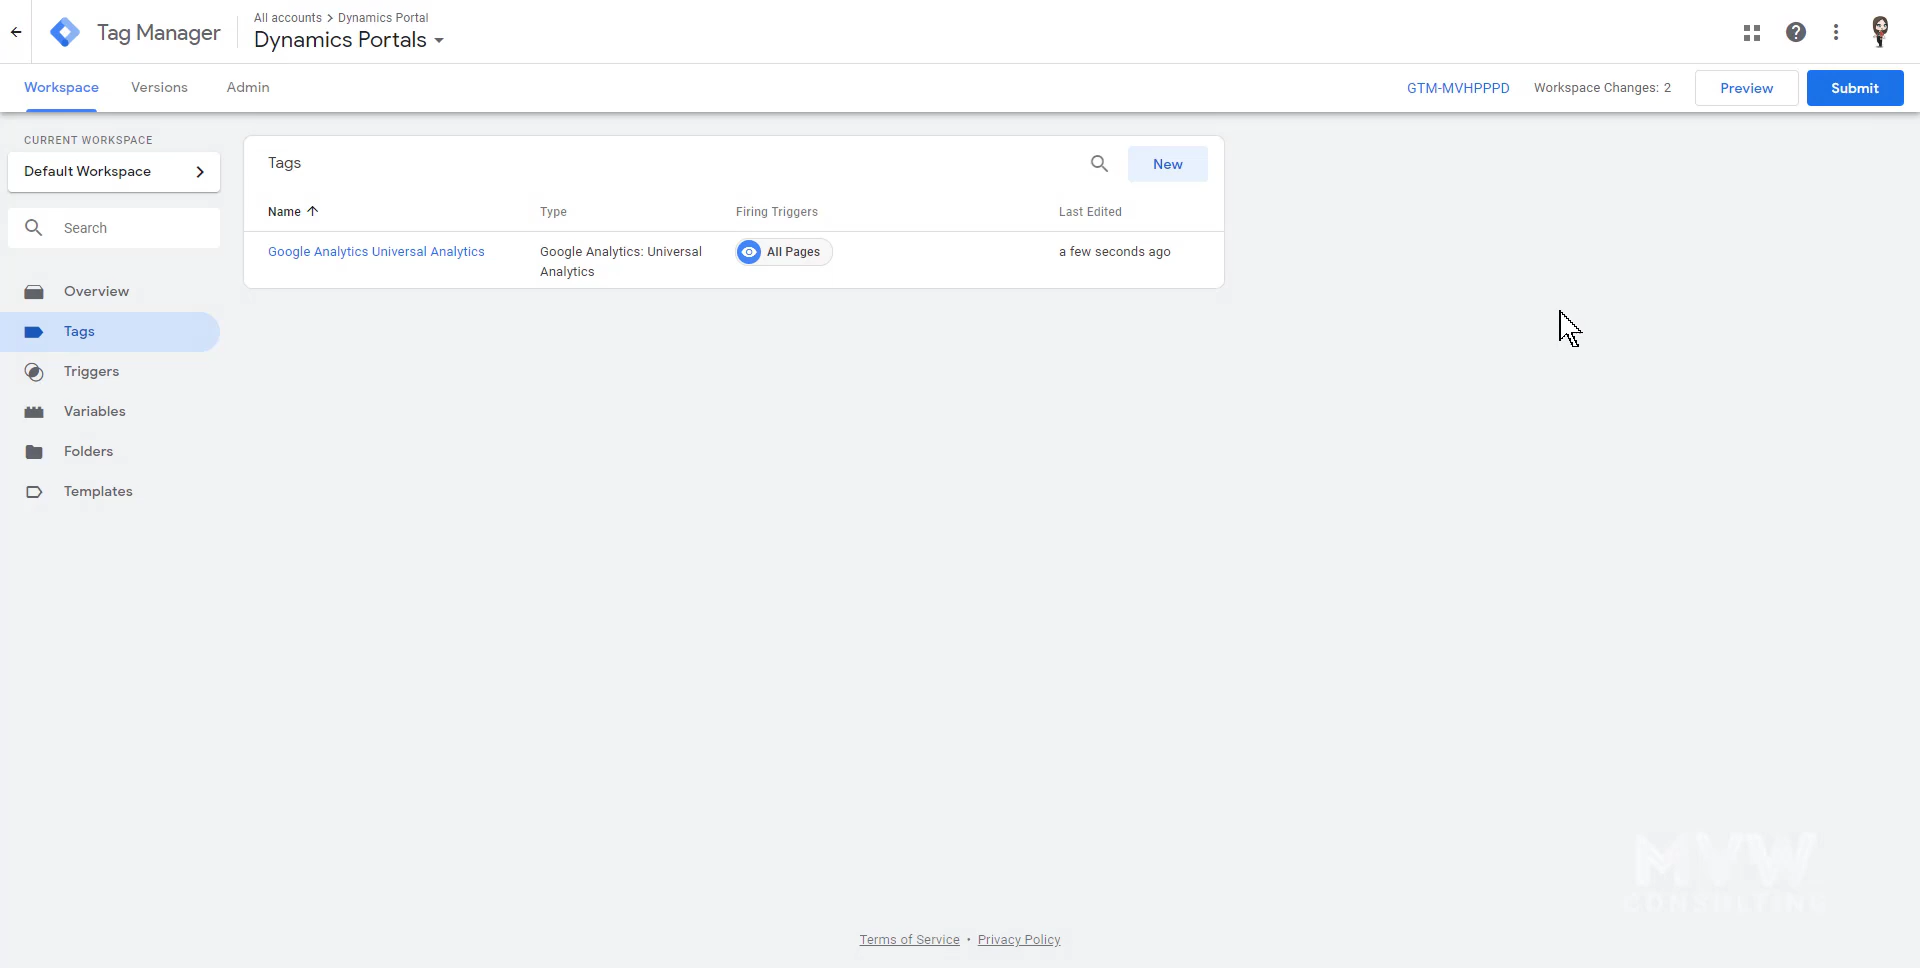 All accounts > Dynamics Portal
Tag Manager
Dynamics Portals
Workspace Versions Admin
GTM-MVHPPPD Workspace Changes: 2 Preview Submit
CURRENT WORKSPACE
Default Workspace
Search
Overview
Tags
Triggers
Variables
Folders
Templates
Tags New
Name Type Firing Triggers Last Edited
Google Analytics Universal Analytics Google Analytics: Universal All Pages a few seconds ago
Analytics
MVW
CONSULTING
Terms of Service • Privacy Policy